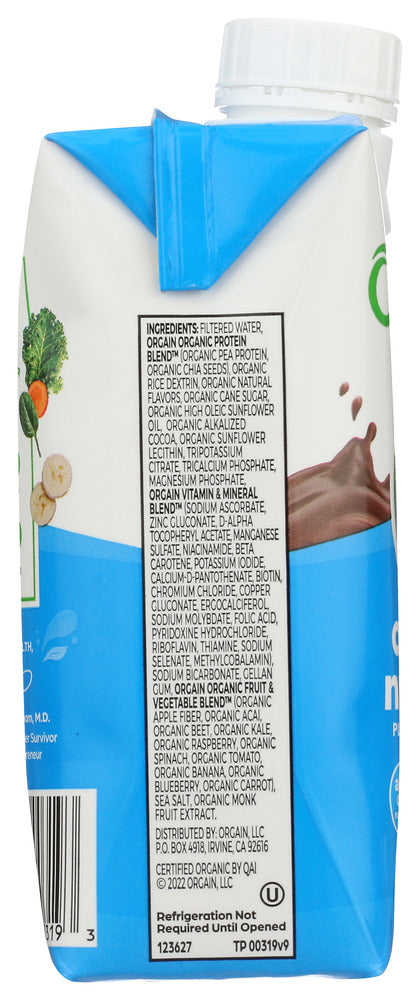 INGREDIENTS: FILTERED WATER,
ORGAIN ORGANIC PROTEIN
BLEND™ (ORGANIC PEA PROTEIN,
ORGANIC CHIA SEEDS), ORGANIC
RICE DEXTRIN, ORGANIC NATURAL
FLAVORS, ORGANIC CANE SUGAR,
ORGANIC HIGH OLEIC SUNFLOWER
OIL, ORGANIC ALKALIZED
COCOA, ORGANIC SUNFLOWER
LECITHIN, TRIPOTASSIUM
CITRATE, TRICALCIUM PHOSPHATE,
MAGNESIUM PHOSPHATE,
ORGAIN VITAMIN & MINERAL
BLEND™ (SODIUM ASCORBATE,
ZINC GLUCONATE, D-ALPHA
TOCOPHERYL ACETATE, MANGANESE
SULFATE, NIACINAMIDE, BETA
CAROTENE, POTASSIUM IODIDE,
CALCIUM-D-PANTOTHENATE, BIOTIN,
CHROMIUM CHLORIDE, COPPER
GLUCONATE, ERGOCALCIFEROL,
SODIUM MOLYBDATE, FOLIC ACID,
PYRIDOXINE HYDROCHLORIDE,
RIBOFLAVIN, THIAMINE, SODIUM
SELENATE, METHYLCOBALAMIN),
SODIUM BICARBONATE, GELLAN
GUM, ORGAIN ORGANIC FRUIT &
VEGETABLE BLEND™ (ORGANIC
APPLE FIBER, ORGANIC ACAI,
ORGANIC BEET, ORGANIC KALE,
ORGANIC RASPBERRY, ORGANIC
SPINACH, ORGANIC TOMATO,
ORGANIC BANANA, ORGANIC
BLUEBERRY, ORGANIC CARROT),
SEA SALT, ORGANIC MONK
FRUIT EXTRACT.
DISTRIBUTED BY: ORGAIN, LLC
P.O. BOX 4918, IRVINE, CA 92616
CERTIFIED ORGANIC BY QAI
© 2022 ORGAIN, LLC
U
Refrigeration Not
Required Until Opened
123627 TP 00319v9
M.D.
Survivor
319 3